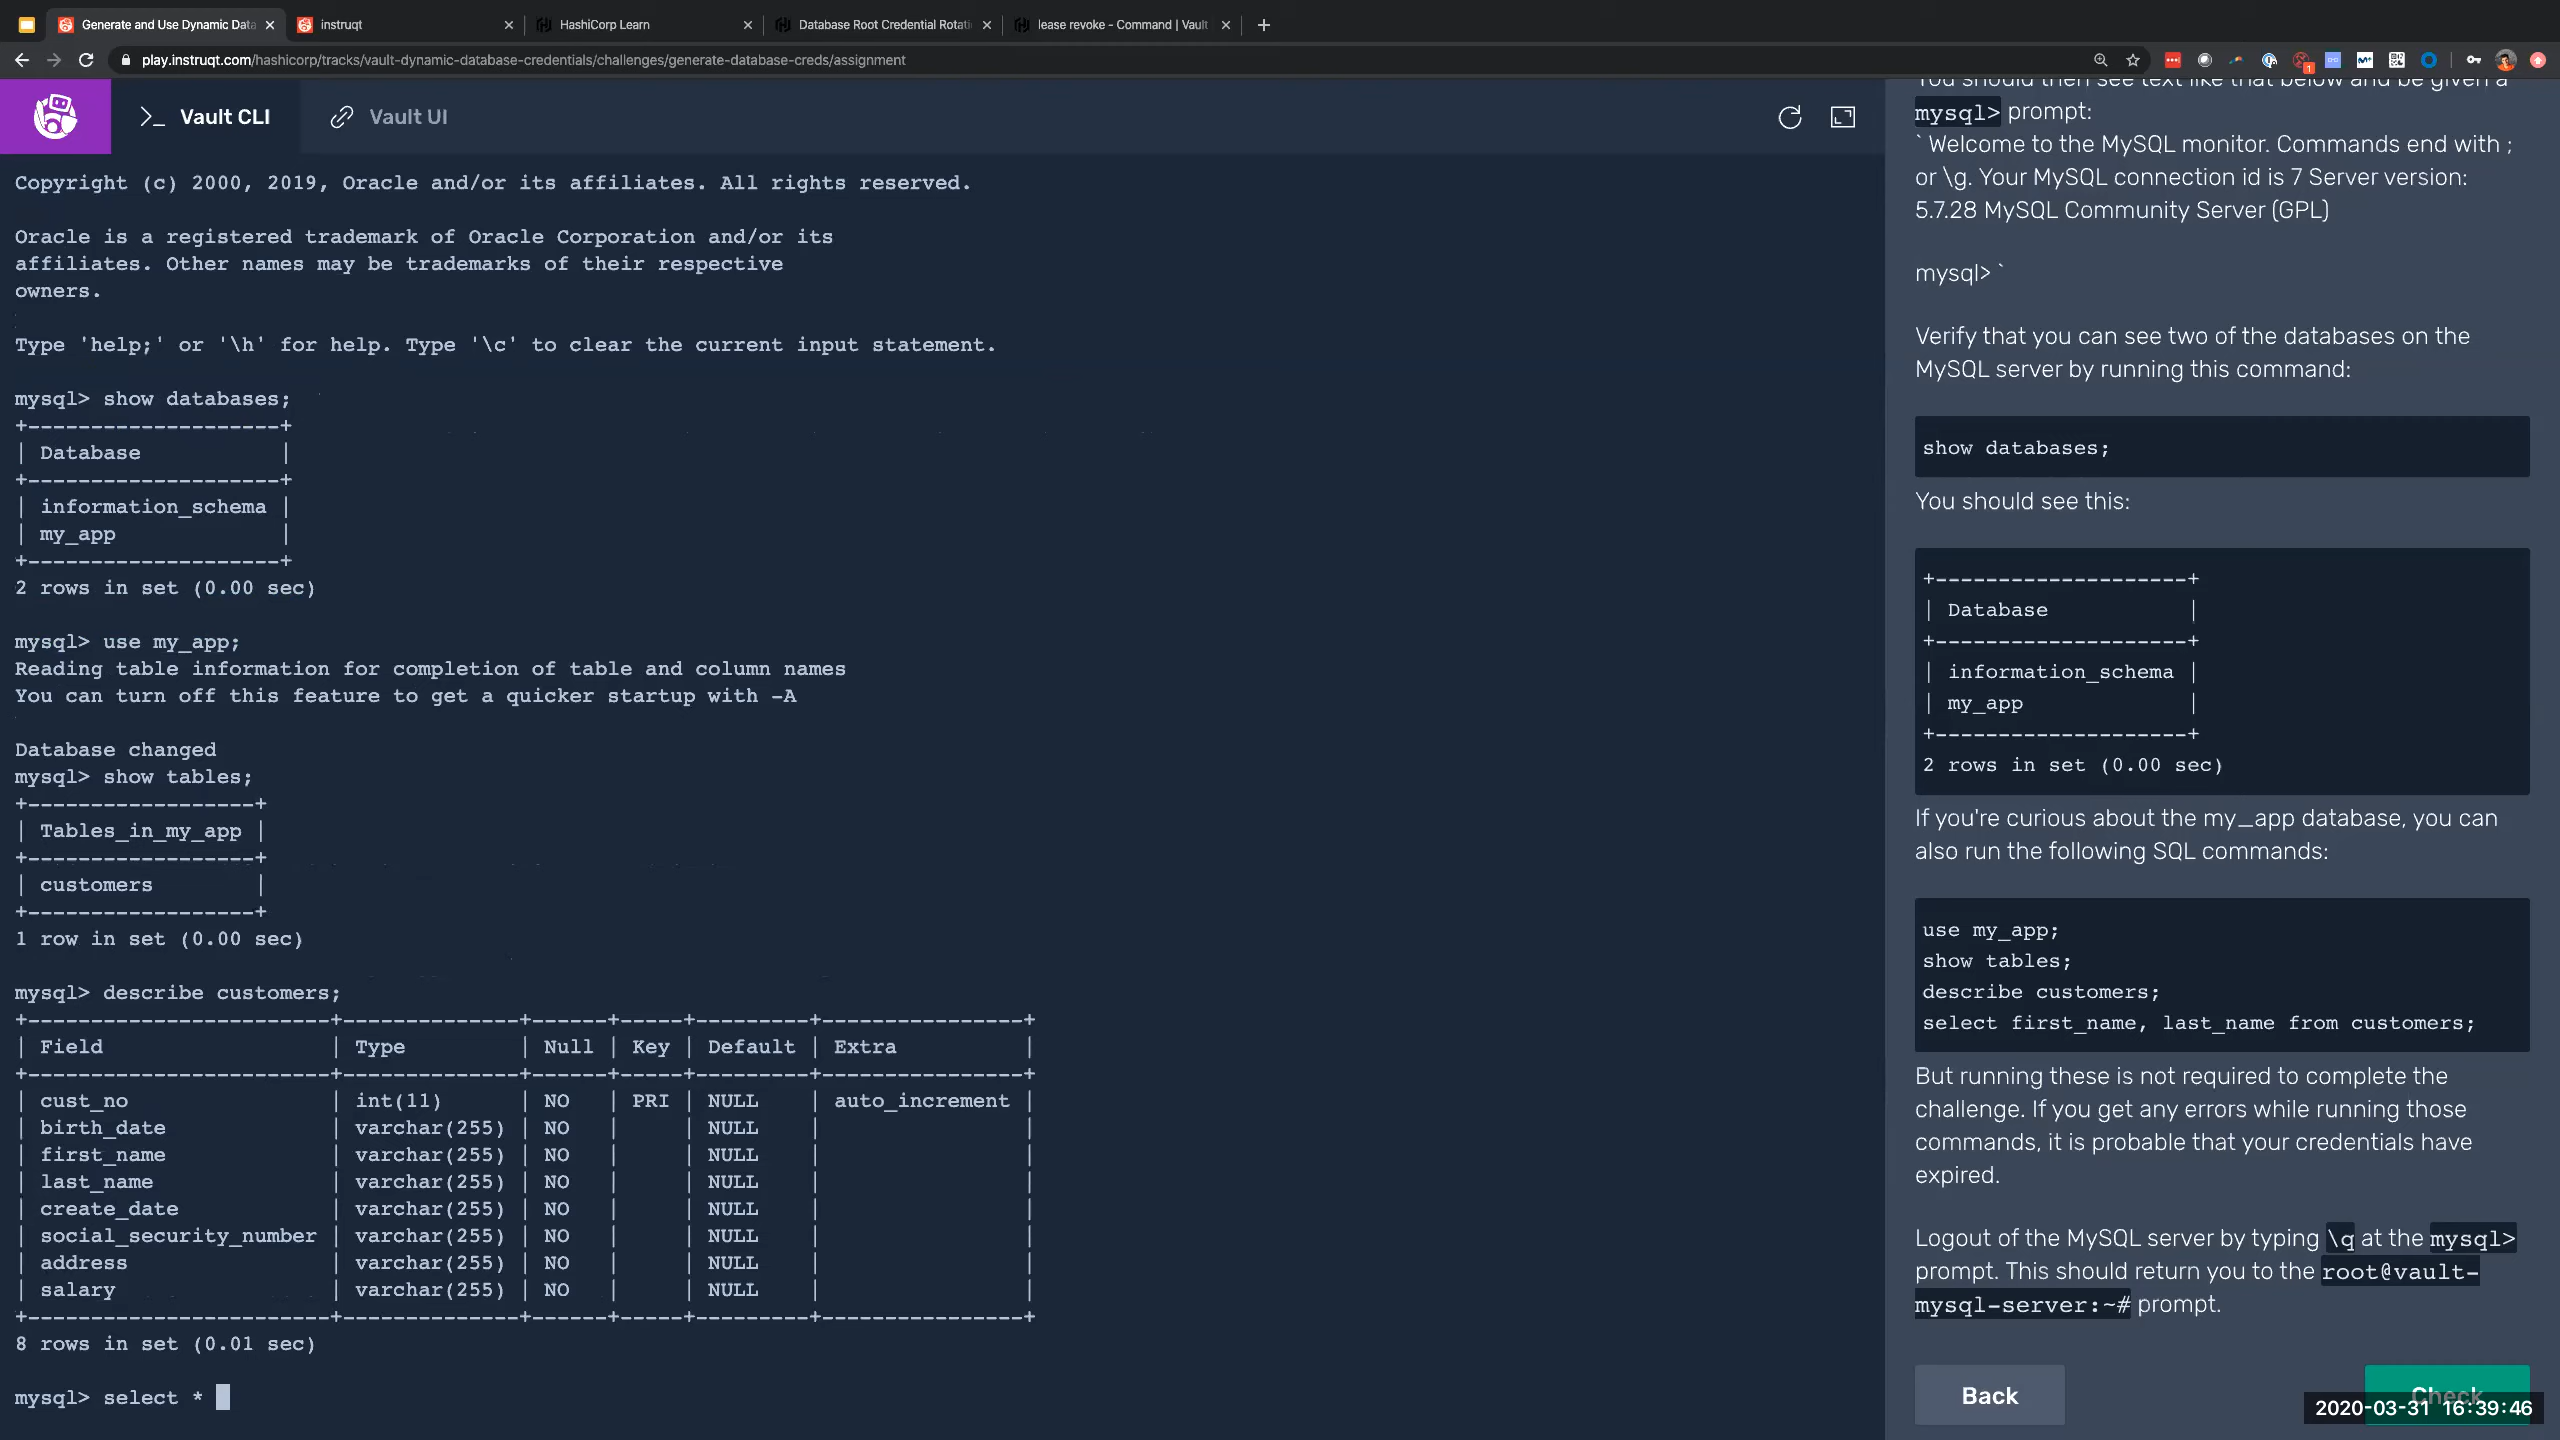 Generate and Use Dynamic Data
instruqt
HashiCorp Learn
Database Root Credential Rotati
lease revoke - Command | Vault
play.instruqt.com/hashicorp/tracks/vault-dynamic-database-credentials/challenges/generate-database-creds/assignment
>_ Vault CLI
Vault UI
Copyright (c) 2000, 2019, Oracle and/or its affiliates. All rights reserved.
Oracle is a registered trademark of Oracle Corporation and/or its
affiliates. Other names may be trademarks of their respective
owners.
Type 'help;' or '\h' for help. Type '\c' to clear the current input statement.
mysql> show databases;
+--------------------+
| Database           |
+--------------------+
| information_schema |
| my_app             |
+--------------------+
2 rows in set (0.00 sec)
mysql> use my_app;
Reading table information for completion of table and column names
You can turn off this feature to get a quicker startup with -A
Database changed
mysql> show tables;
+------------------+
| Tables_in_my_app |
+------------------+
| customers        |
+------------------+
1 row in set (0.00 sec)
mysql> describe customers;
+------------------------+--------------+------+-----+---------+----------------+
| Field                  | Type         | Null | Key | Default | Extra          |
+------------------------+--------------+------+-----+---------+----------------+
| cust_no                | int(11)      | NO   | PRI | NULL    | auto_increment |
| birth_date             | varchar(255) | NO   |     | NULL    |                |
| first_name             | varchar(255) | NO   |     | NULL    |                |
| last_name              | varchar(255) | NO   |     | NULL    |                |
| create_date            | varchar(255) | NO   |     | NULL    |                |
| social_security_number | varchar(255) | NO   |     | NULL    |                |
| address                | varchar(255) | NO   |     | NULL    |                |
| salary                 | varchar(255) | NO   |     | NULL    |                |
+------------------------+--------------+------+-----+---------+----------------+
8 rows in set (0.01 sec)
mysql> select *
You should then see text like that below and be given a
mysql> prompt:
` Welcome to the MySQL monitor. Commands end with ;
or \g. Your MySQL connection id is 7 Server version:
5.7.28 MySQL Community Server (GPL)
mysql> `
Verify that you can see two of the databases on the
MySQL server by running this command:
show databases;
You should see this:
+--------------------+
| Database           |
+--------------------+
| information_schema |
| my_app             |
+--------------------+
2 rows in set (0.00 sec)
If you're curious about the my_app database, you can
also run the following SQL commands:
use my_app;
show tables;
describe customers;
select first_name, last_name from customers;
But running these is not required to complete the
challenge. If you get any errors while running those
commands, it is probable that your credentials have
expired.
Logout of the MySQL server by typing \q at the mysql>
prompt. This should return you to the root@vault-
mysql-server:~# prompt.
Back
Check
2020-03-31 16:39:46